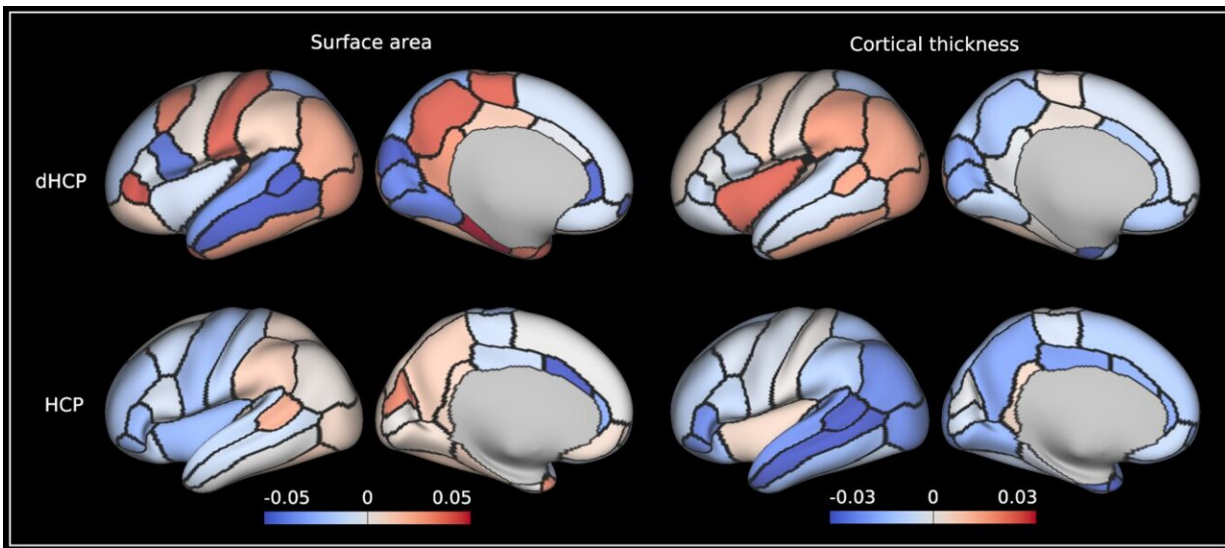 Surface area
Cortical thickness
dHCP
HCP
-0.05 0 0.05
-0.03 0 0.03